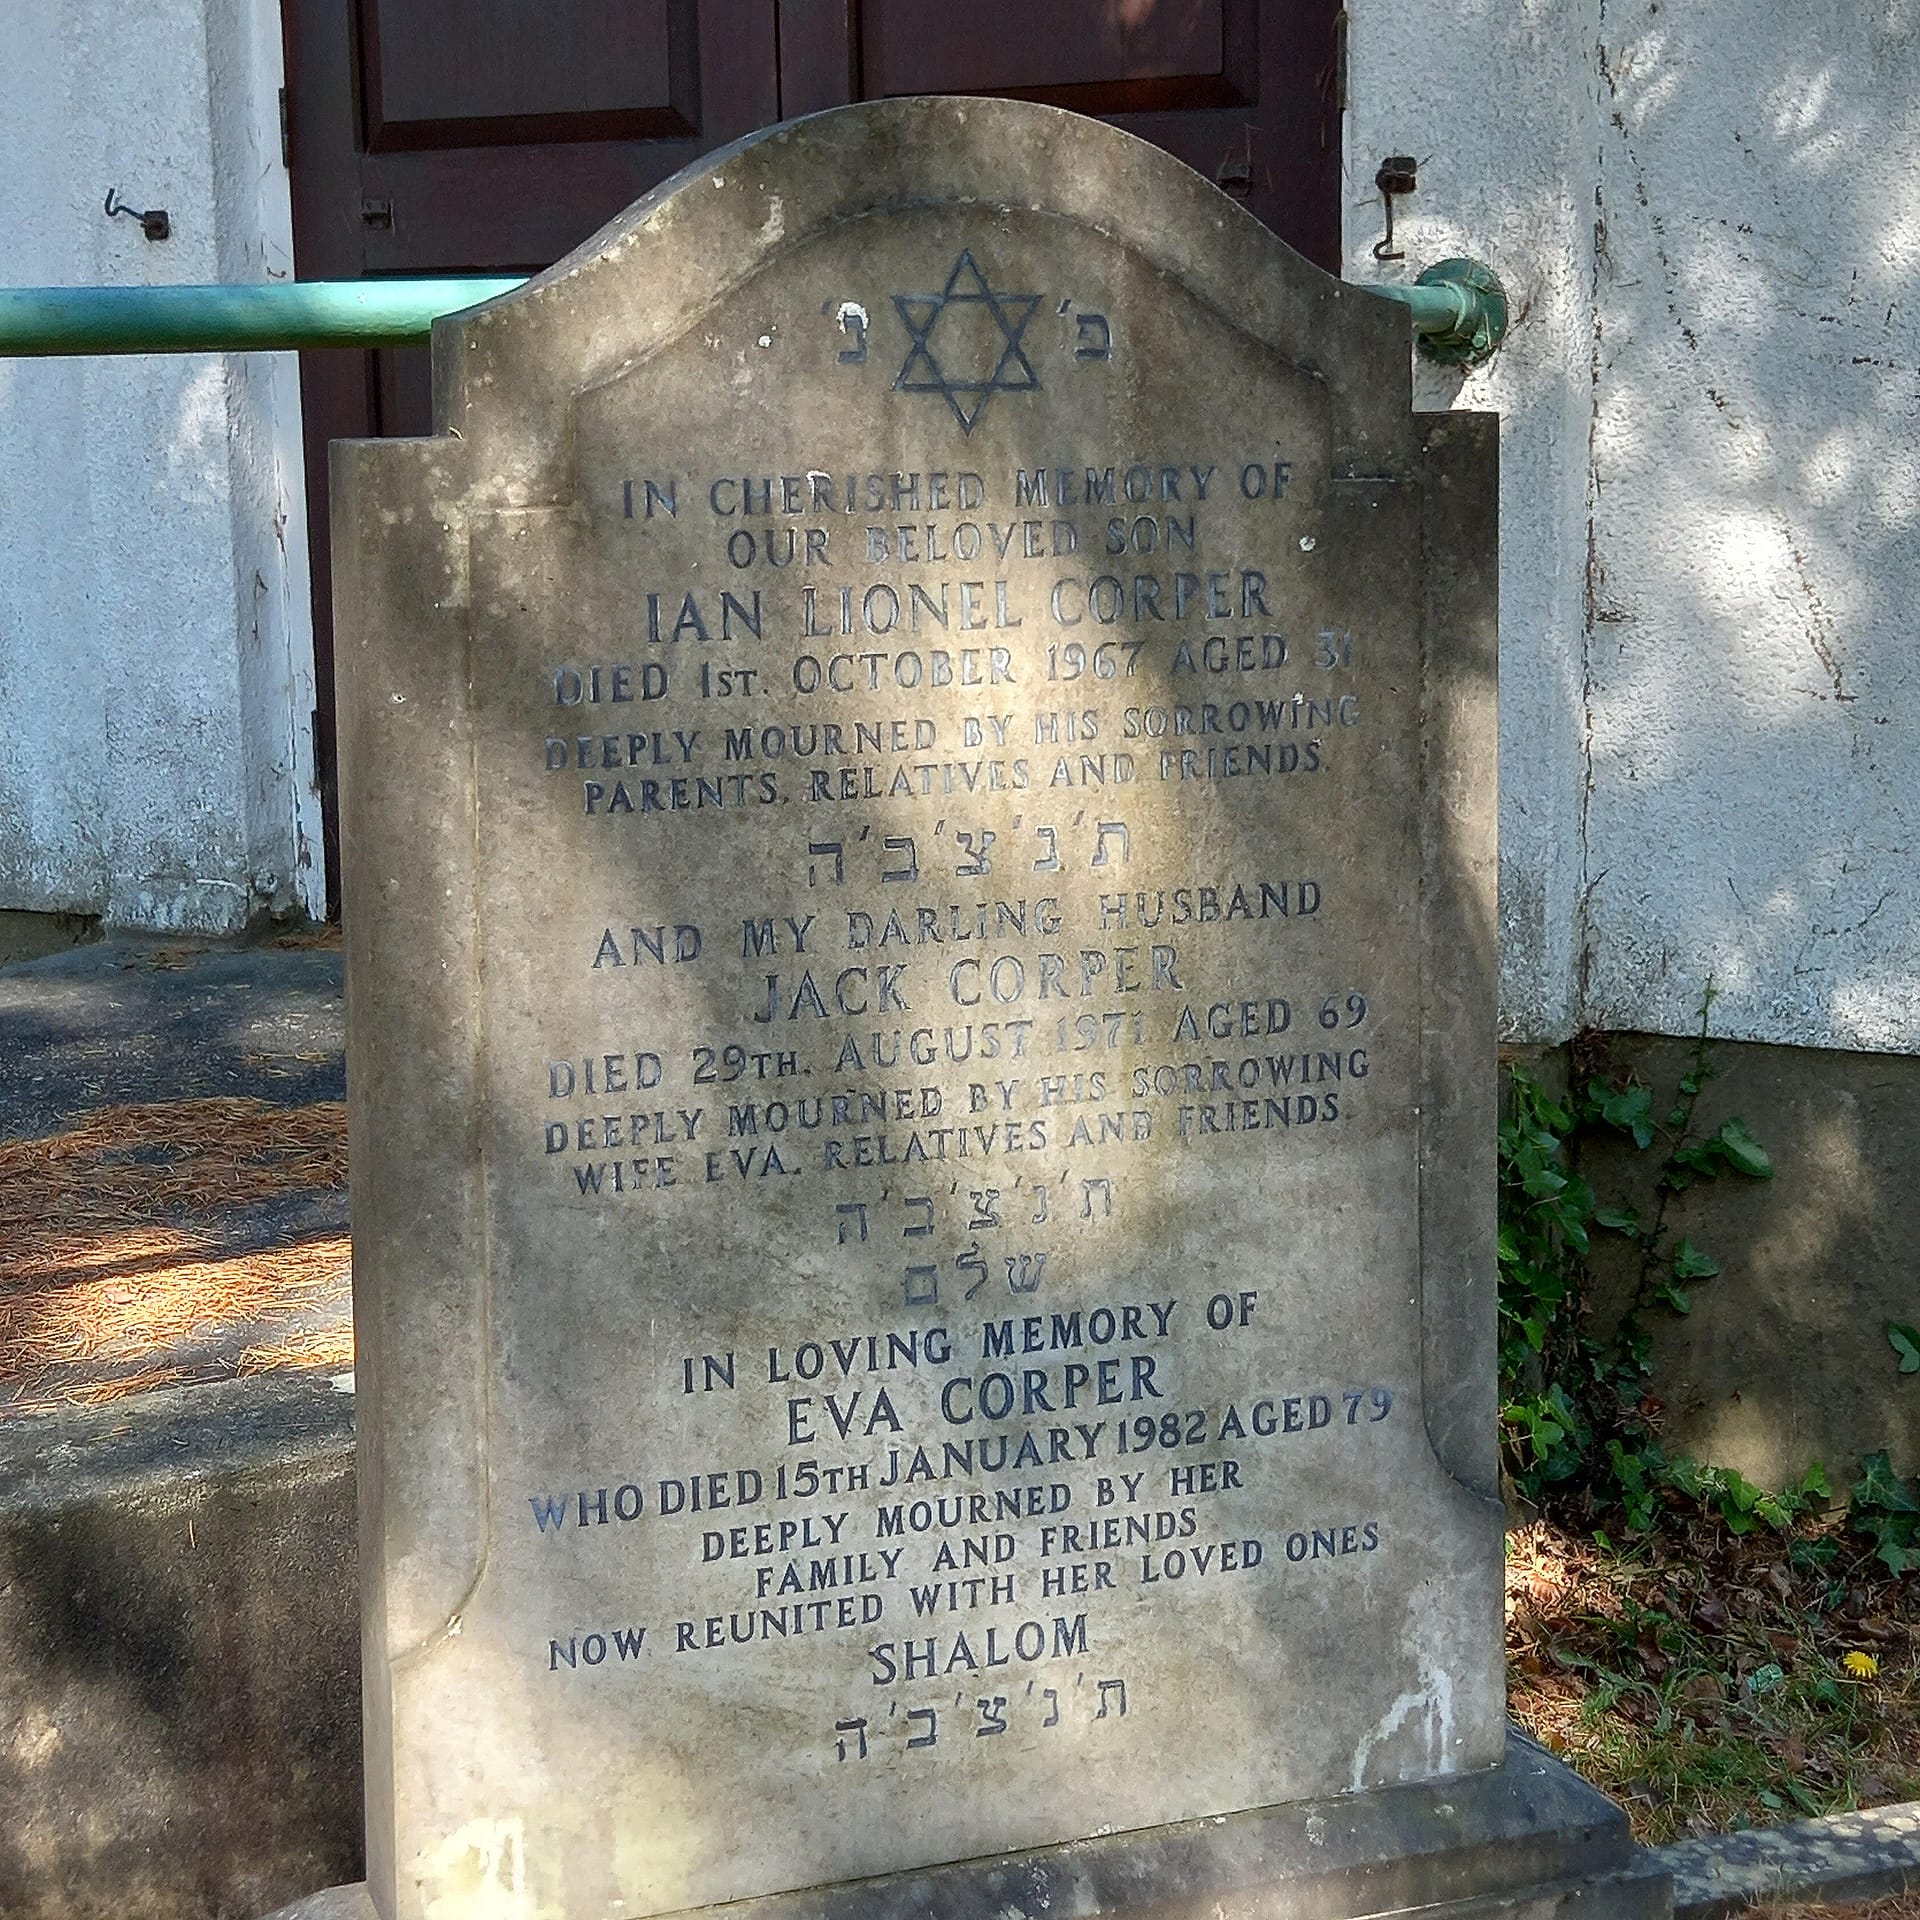 פ' נ'
IN CHERISHED MEMORY OF
OUR BELOVED SON
IAN LIONEL CORPER
DIED 1ST. OCTOBER 1967 AGED 31
DEEPLY MOURNED BY HIS SORROWING
PARENTS, RELATIVES AND FRIENDS.
ת'נ'צ'ב'ה
AND MY DARLING HUSBAND
JACK CORPER
DIED 29TH. AUGUST 1971 AGED 69
DEEPLY MOURNED BY HIS SORROWING
WIFE EVA, RELATIVES AND FRIENDS.
ת'נ'צ'ב'ה
שלם
IN LOVING MEMORY OF
EVA CORPER
WHO DIED 15TH JANUARY 1982 AGED 79
DEEPLY MOURNED BY HER
FAMILY AND FRIENDS
NOW REUNITED WITH HER LOVED ONES
SHALOM
ת'נ'צ'ב'ה